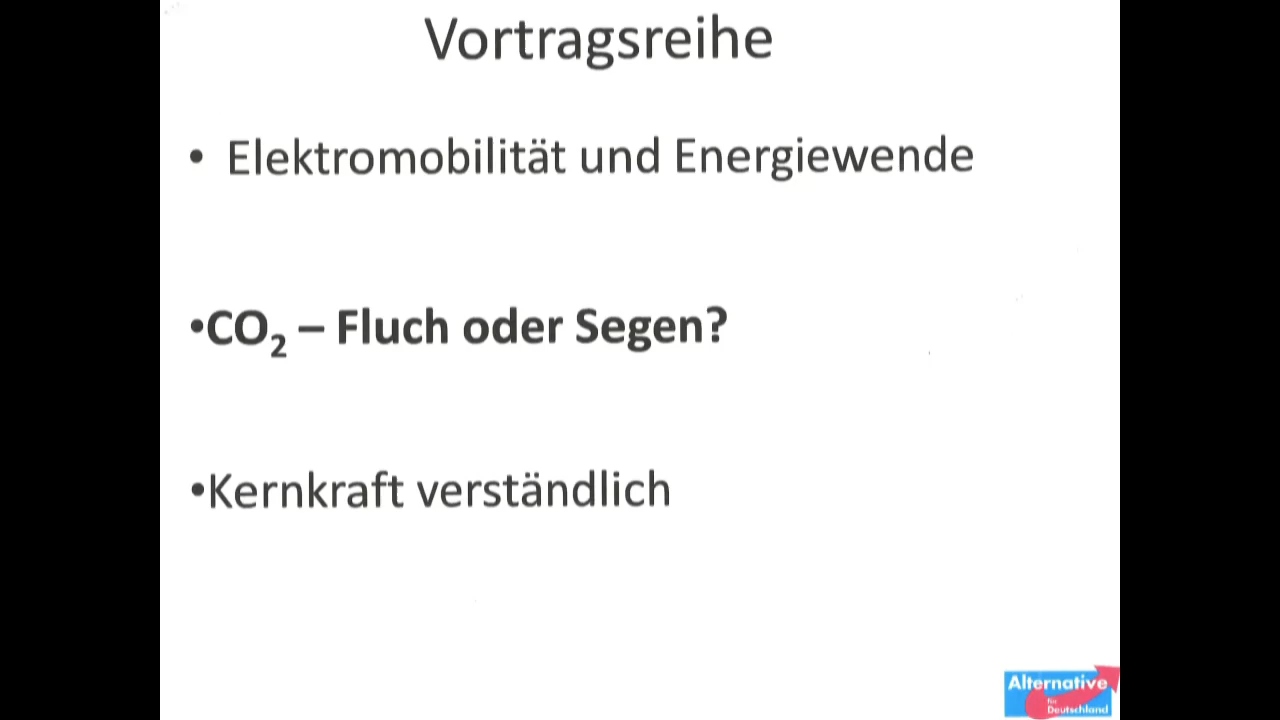 Vortragsreihe
• Elektromobilität und Energiewende
•CO₂ – Fluch oder Segen?
•Kernkraft verständlich
Alternative
für
Deutschland